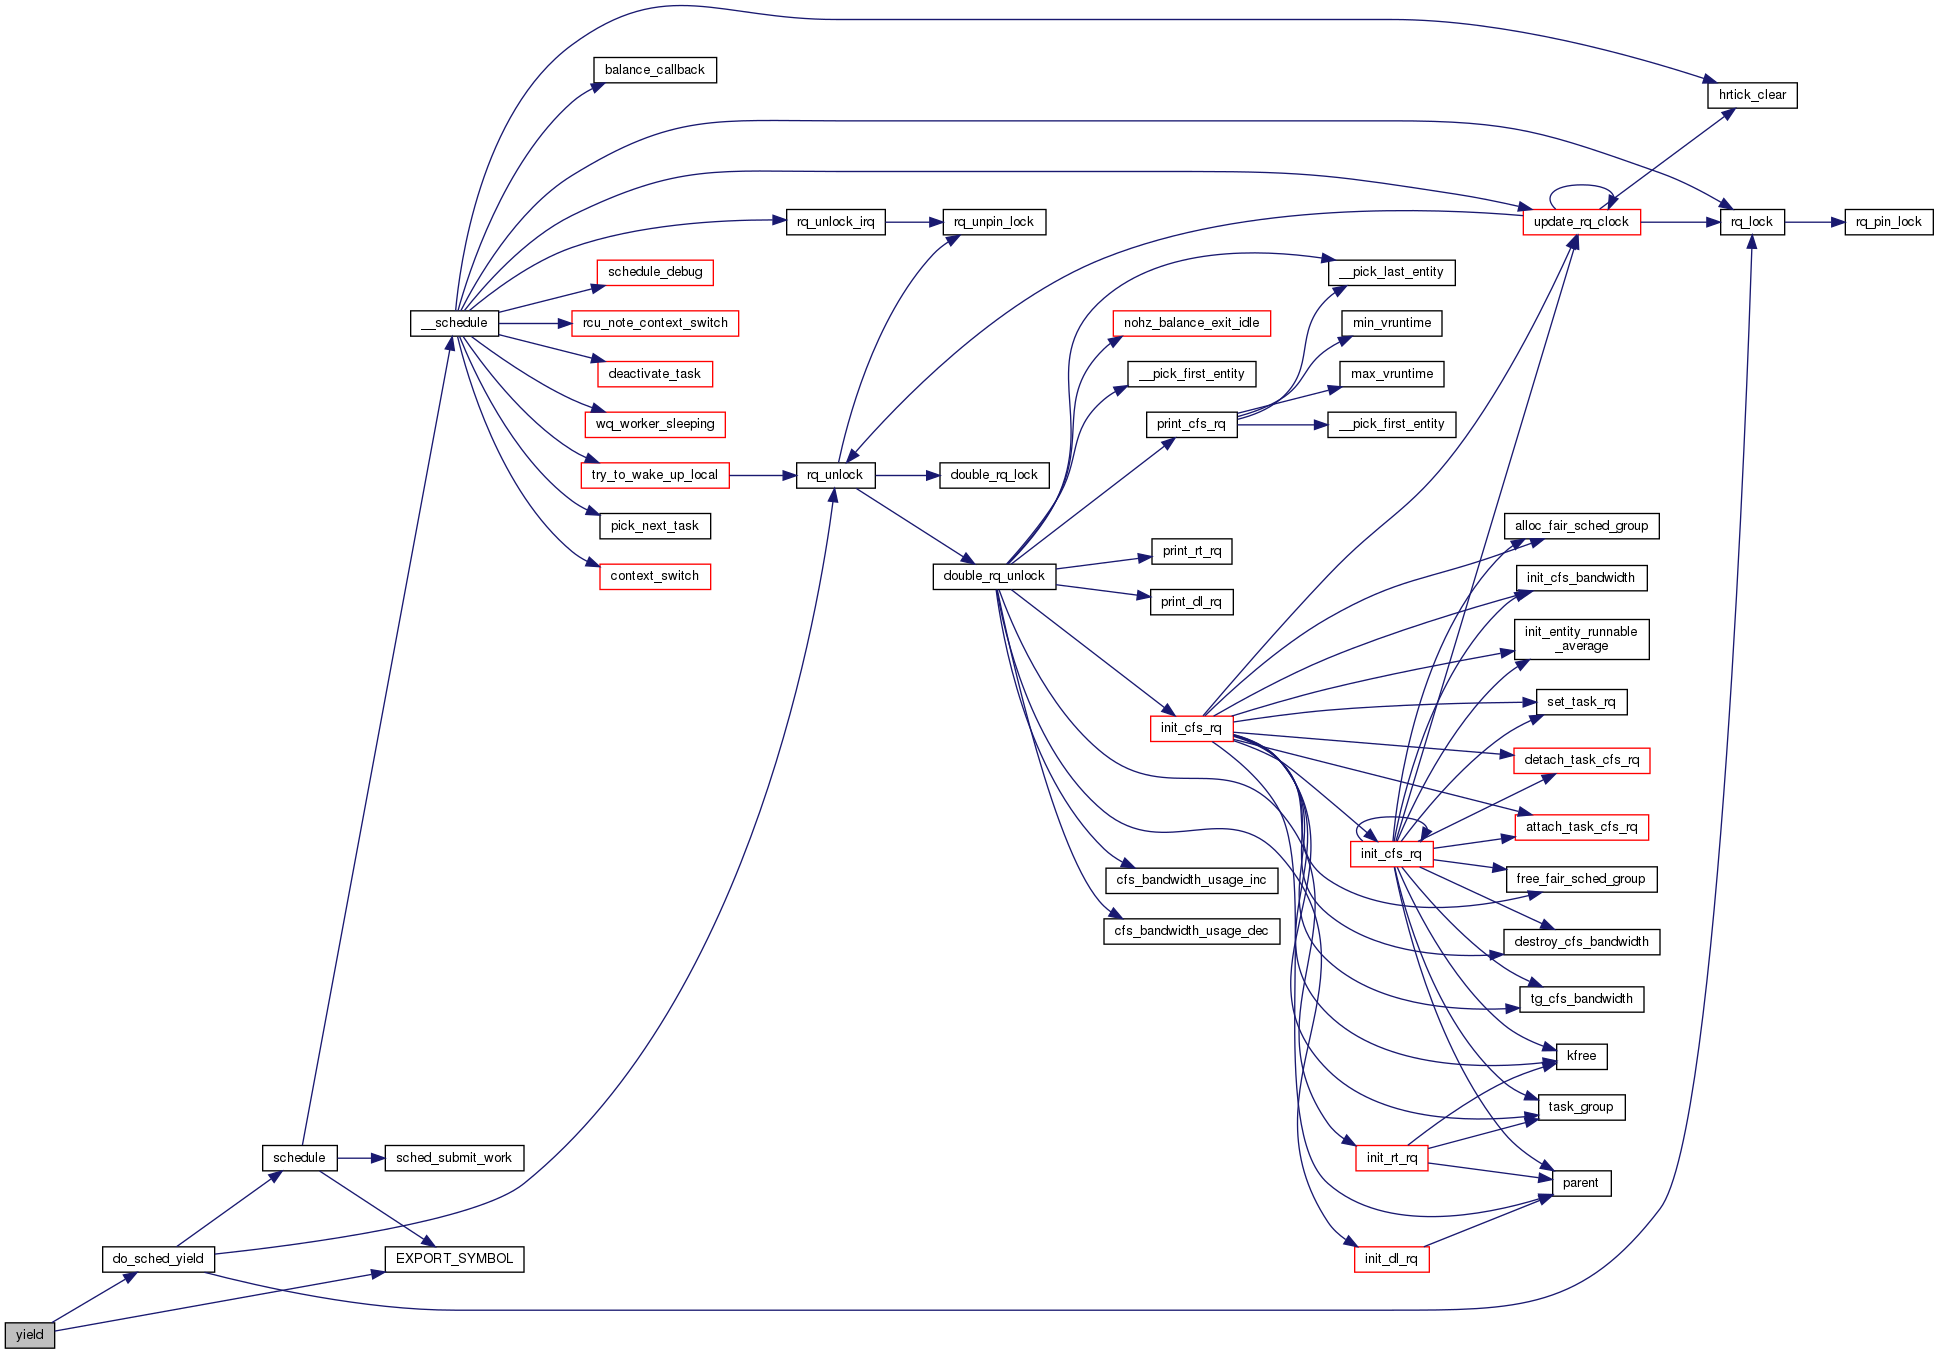 balance_callback
hrtick_clear
rq_unlock_irq
rq_unpin_lock
update_rq_clock
rq_lock
rq_pin_lock
schedule_debug
__pick_last_entity
__schedule
rcu_note_context_switch
nohz_balance_exit_idle
min_vruntime
deactivate_task
__pick_first_entity
max_vruntime
wq_worker_sleeping
print_cfs_rq
__pick_first_entity
try_to_wake_up_local
rq_unlock
double_rq_lock
pick_next_task
alloc_fair_sched_group
print_rt_rq
context_switch
double_rq_unlock
init_cfs_bandwidth
print_dl_rq
init_entity_runnable
_average
set_task_rq
init_cfs_rq
detach_task_cfs_rq
attach_task_cfs_rq
init_cfs_rq
cfs_bandwidth_usage_inc
free_fair_sched_group
cfs_bandwidth_usage_dec
destroy_cfs_bandwidth
tg_cfs_bandwidth
kfree
task_group
schedule
sched_submit_work
init_rt_rq
parent
do_sched_yield
EXPORT_SYMBOL
init_dl_rq
yield